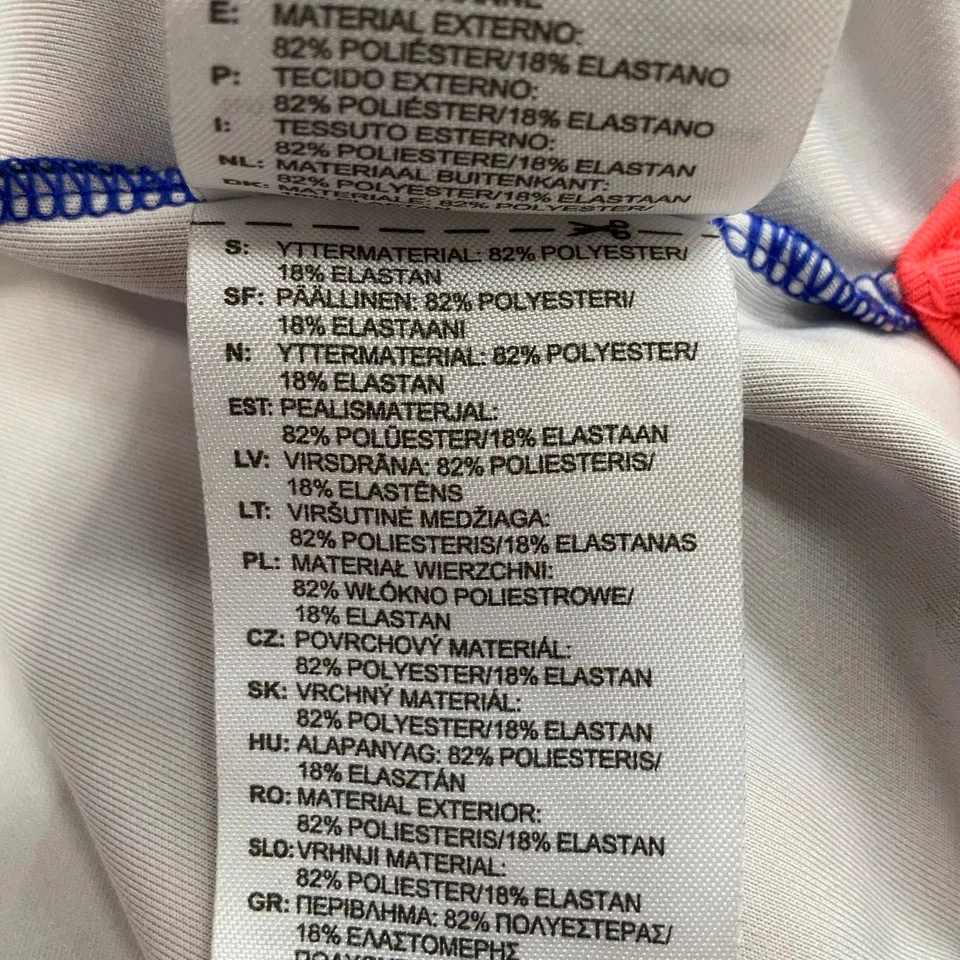 E: MATERIAL EXTERNO:
82% POLIÉSTER/18% ELASTANO
P: TECIDO EXTERNO:
82% POLIÉSTER/18% ELASTANO
I: TESSUTO ESTERNO:
82% POLIESTERE/18% ELASTAN
NL: MATERIAAL BUITENKANT:
82% POLYESTER/18% ELASTAAN
DK: MATERIALE: 82% POLYESTER/
S: YTTERMATERIAL: 82% POLYESTER/
18% ELASTAN
SF: PÄÄLLINEN: 82% POLYESTERI/
18% ELASTAANI
N: YTTERMATERIAL: 82% POLYESTER/
18% ELASTAN
EST: PEALISMATERJAL:
82% POLÜESTER/18% ELASTAAN
LV: VIRSDRĀNA: 82% POLIESTERIS/
18% ELASTĒNS
LT: VIRŠUTINĖ MEDŽIAGA:
82% POLIESTERIS/18% ELASTANAS
PL: MATERIAŁ WIERZCHNI:
82% WŁÓKNO POLIESTROWE/
18% ELASTAN
CZ: POVRCHOVÝ MATERIÁL:
82% POLYESTER/18% ELASTAN
SK: VRCHNÝ MATERIÁL:
82% POLYESTER/18% ELASTAN
HU: ALAPANYAG: 82% POLIESTERIS/
18% ELASZTÁN
RO: MATERIAL EXTERIOR:
82% POLIESTERIS/18% ELASTAN
SLO: VRHNJI MATERIAL:
82% POLIESTER/18% ELASTAN
GR: ΠΕΡΙΒΛΗΜΑ: 82% ΠΟΛΥΕΣΤΕΡΑΣ/
18% ΕΛΑΣΤΟΜΕΡΗΣ